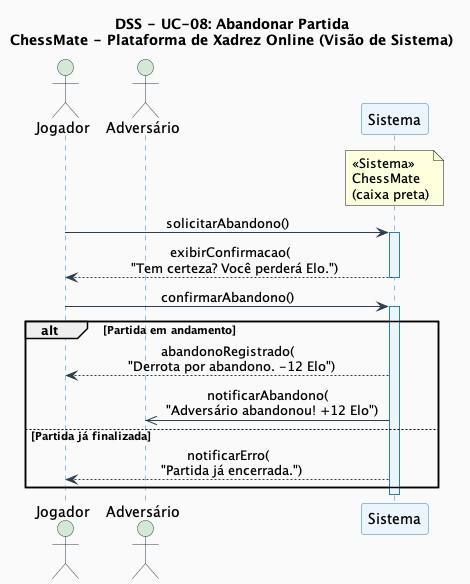 DSS - UC-08: Abandonar Partida
ChessMate - Plataforma de Xadrez Online (Visão de Sistema)
Jogador
Adversário
Sistema
«Sistema»
ChessMate
(caixa preta)
solicitarAbandono()
exibirConfirmacao(
"Tem certeza? Você perderá Elo.")
confirmarAbandono()
alt
[Partida em andamento]
abandonoRegistrado(
"Derrota por abandono. -12 Elo")
notificarAbandono(
"Adversário abandonou! +12 Elo")
[Partida já finalizada]
notificarErro(
"Partida já encerrada.")
Jogador
Adversário
Sistema